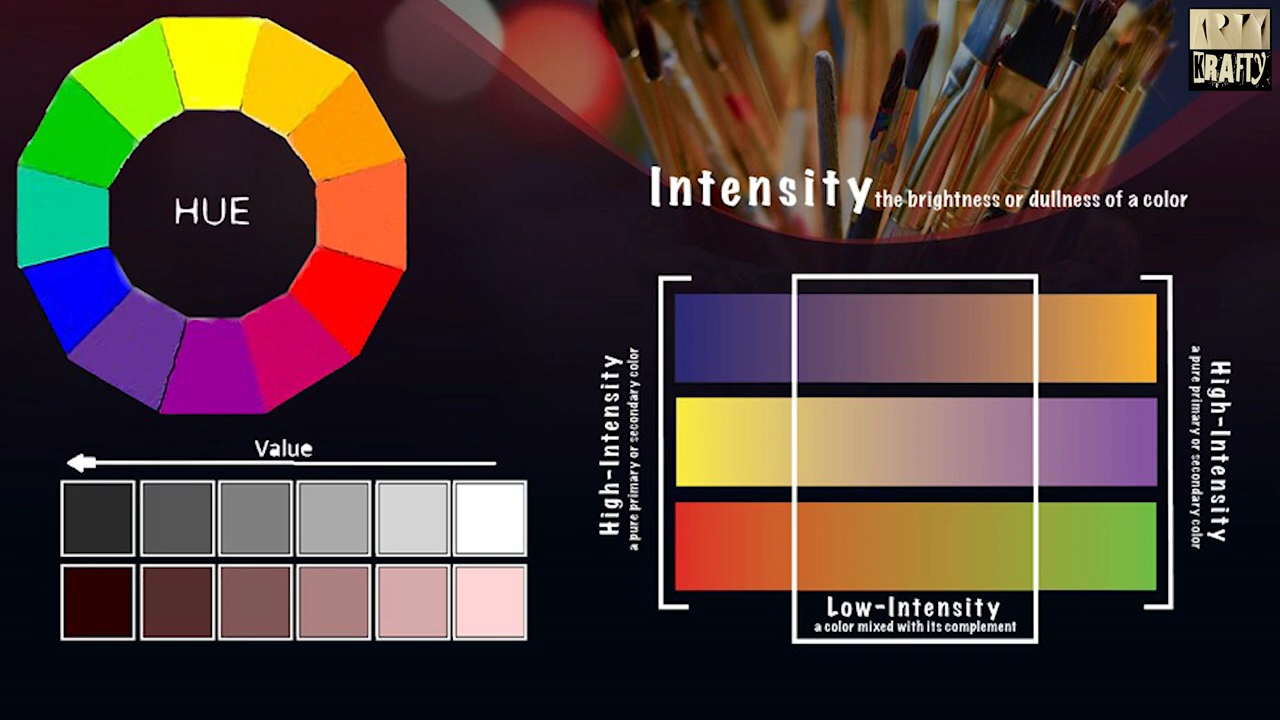 ARTY
KRAFTY
HUE
Intensity the brightness or dullness of a color
Value
High-Intensity
a pure primary or secondary color
High-Intensity
a pure primary or secondary color
Low-Intensity
a color mixed with its complement